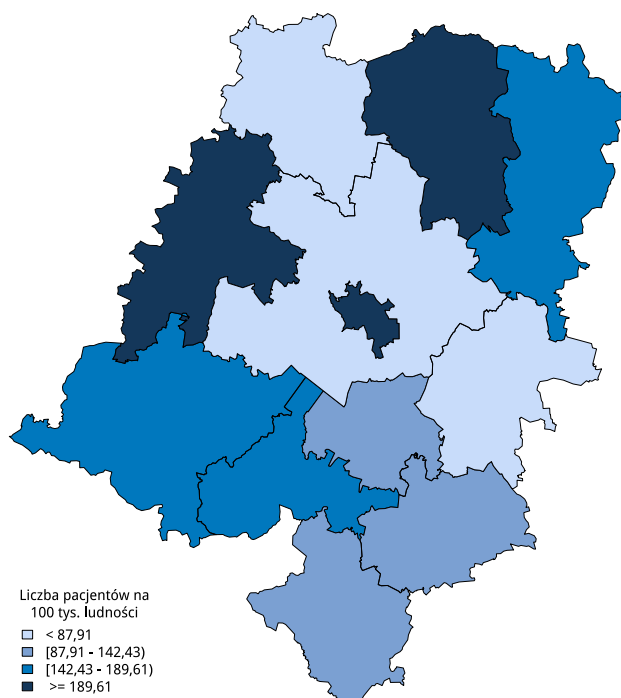 Liczba pacjentów na
100 tys. ludności
< 87,91
[87,91 - 142,43)
[142,43 - 189,61)
>= 189,61